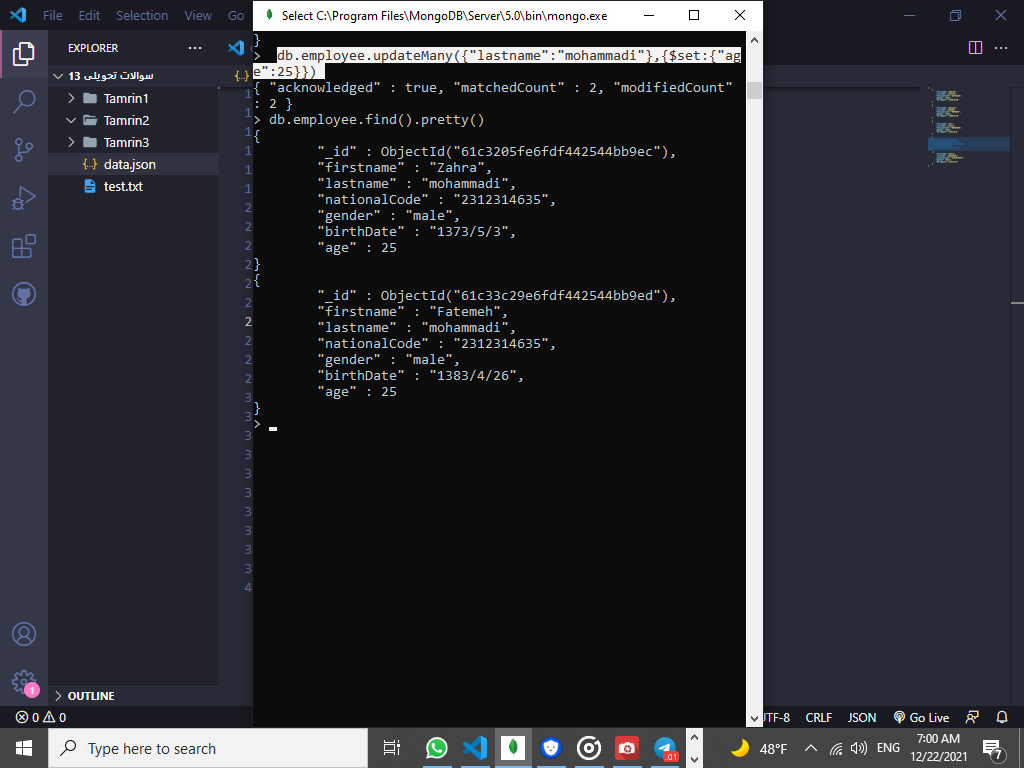 File Edit Selection View Go
Select C:\Program Files\MongoDB\Server\5.0\bin\mongo.exe
EXPLORER
سوالات تحویلی 13
Tamrin1
Tamrin2
Tamrin3
data.json
test.txt
}
> db.employee.updateMany({"lastname":"mohammadi"},{$set:{"ag
e":25}})
{ "acknowledged" : true, "matchedCount" : 2, "modifiedCount"
: 2 }
> db.employee.find().pretty()
{
"_id" : ObjectId("61c3205fe6fdf442544bb9ec"),
"firstname" : "Zahra",
"lastname" : "mohammadi",
"nationalCode" : "2312314635",
"gender" : "male",
"birthDate" : "1373/5/3",
"age" : 25
}
{
"_id" : ObjectId("61c33c29e6fdf442544bb9ed"),
"firstname" : "Fatemeh",
"lastname" : "mohammadi",
"nationalCode" : "2312314635",
"gender" : "male",
"birthDate" : "1383/4/26",
"age" : 25
}
>
1
OUTLINE
0 0
UTF-8 CRLF JSON Go Live
Type here to search
.01
48°F
ENG
7:00 AM
12/22/2021
7